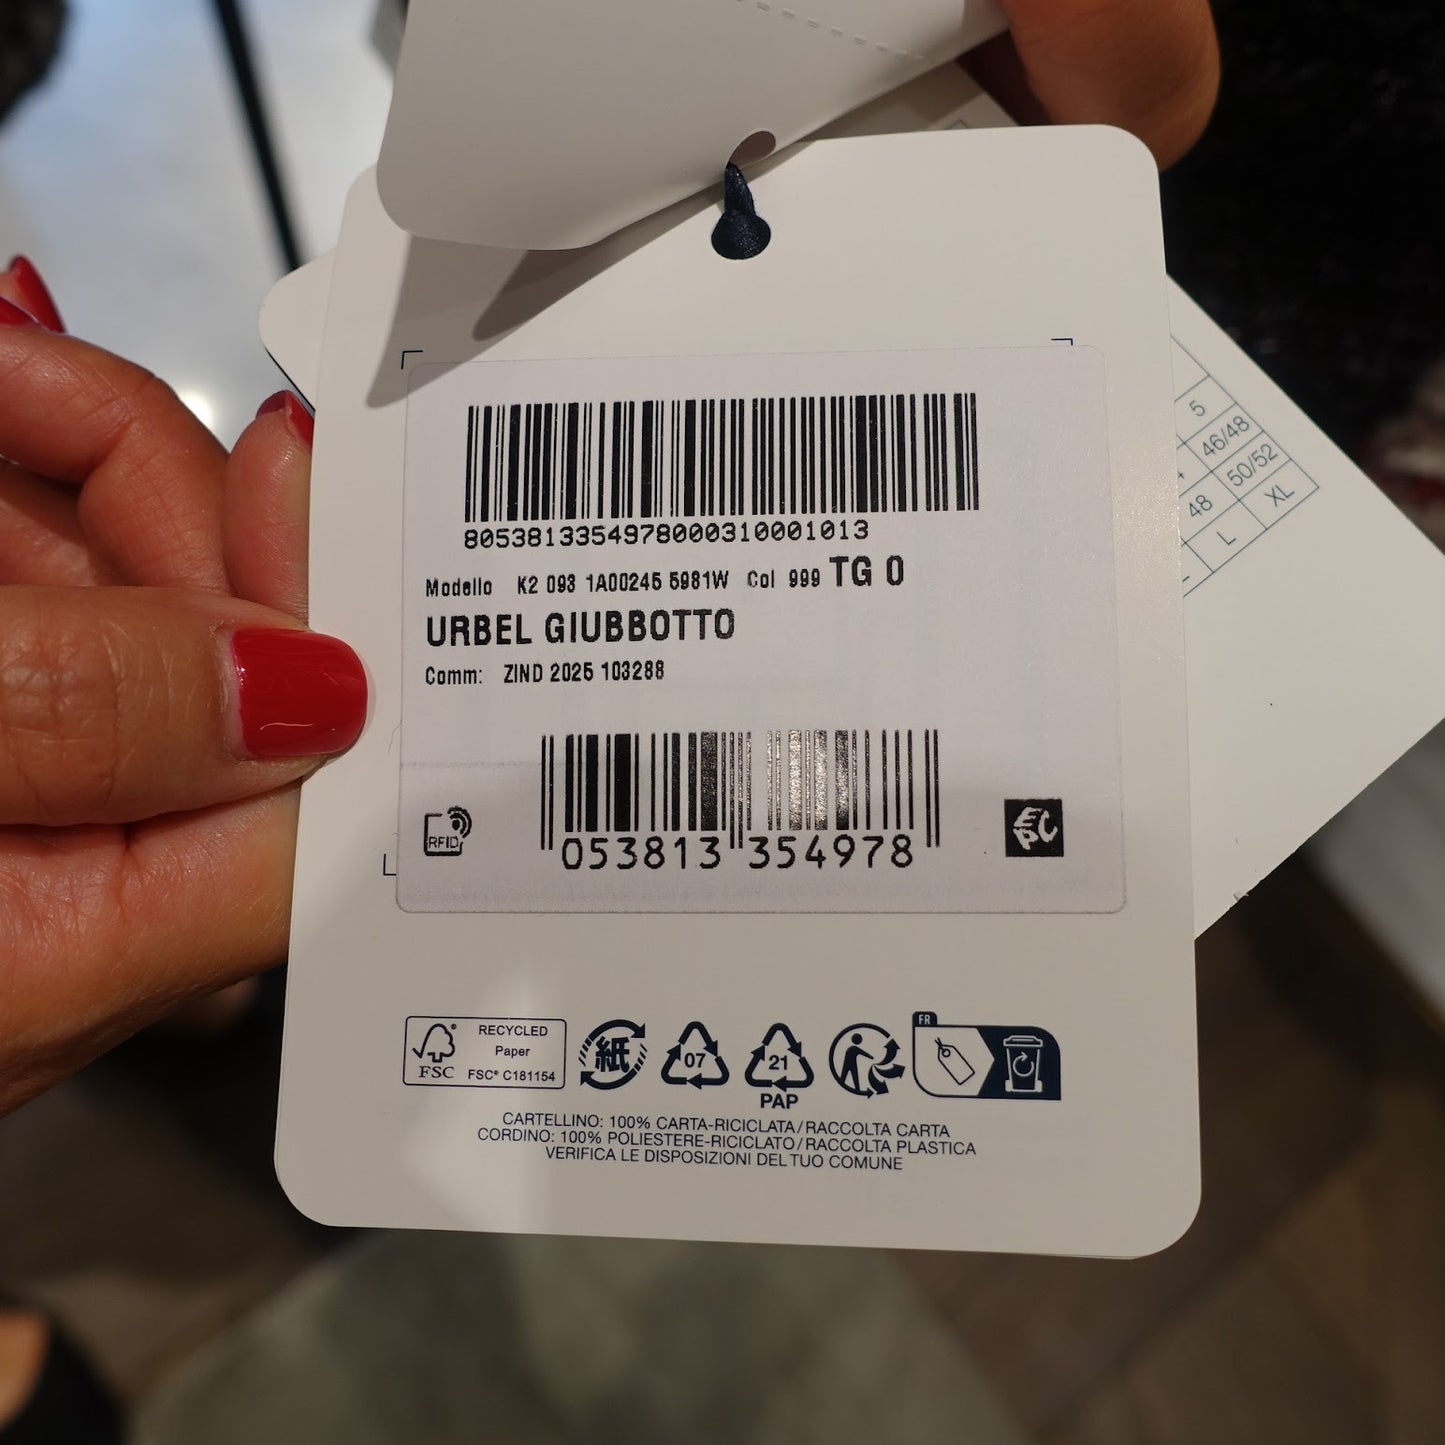 8053813354978000310001013
Modello K2 093 1A00245 5981W Col 999 TG 0
URBEL GIUBBOTTO
Comm: ZIND 2025 103288
RFID
EPC
053813 354978
RECYCLED
Paper
FSC® C181154
FSC
紙
07
21
PAP
FR
CARTELLINO: 100% CARTA-RICICLATA/RACCOLTA CARTA
CORDINO: 100% POLIESTERE-RICICLATO/RACCOLTA PLASTICA
VERIFICA LE DISPOSIZIONI DEL TUO COMUNE
5
46/48
48 50/52
L XL